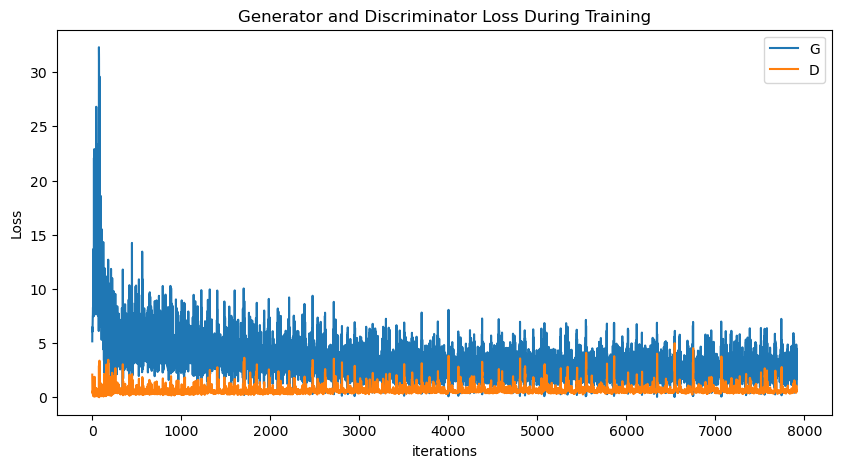 Generator and Discriminator Loss During Training
G
D
30
25
20
15
10
5
0
Loss
0 1000 2000 3000 4000 5000 6000 7000 8000
iterations